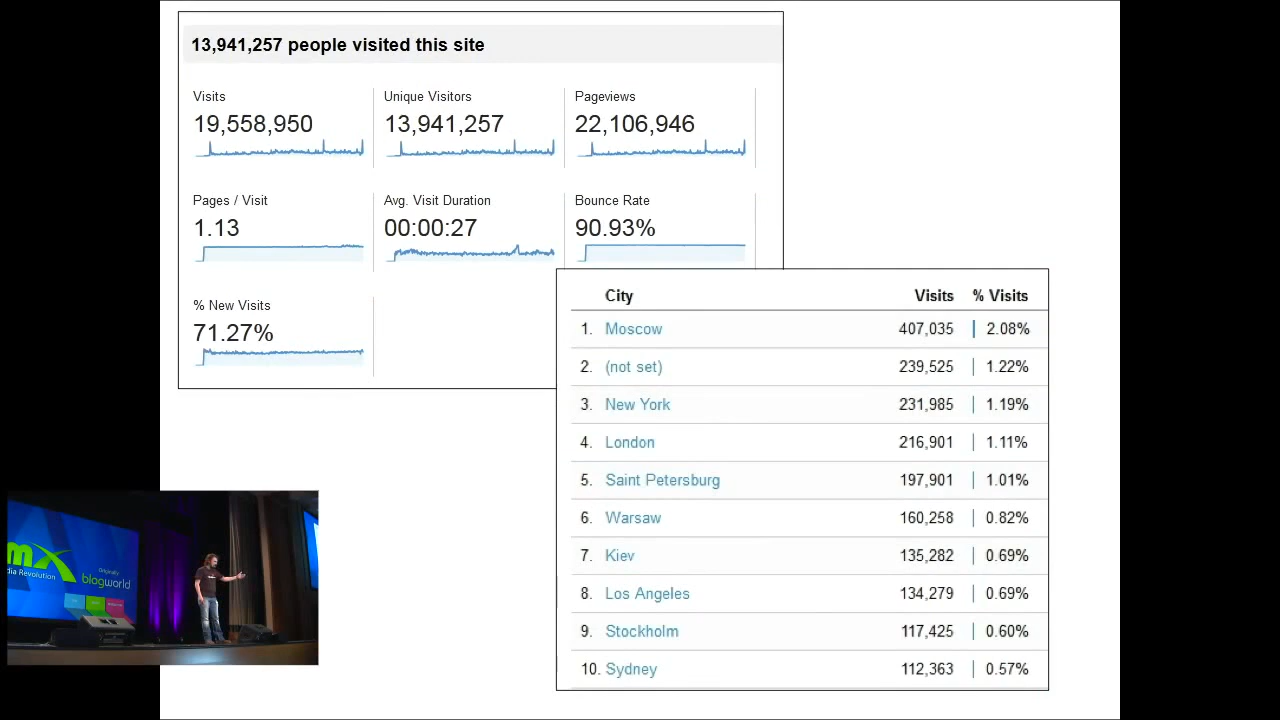 13,941,257 people visited this site
Visits Unique Visitors Pageviews
19,558,950 13,941,257 22,106,946
Pages / Visit Avg. Visit Duration Bounce Rate
1.13 00:00:27 90.93%
% New Visits
71.27%
City Visits % Visits
1. Moscow 407,035 2.08%
2. (not set) 239,525 1.22%
3. New York 231,985 1.19%
4. London 216,901 1.11%
5. Saint Petersburg 197,901 1.01%
6. Warsaw 160,258 0.82%
7. Kiev 135,282 0.69%
8. Los Angeles 134,279 0.69%
9. Stockholm 117,425 0.60%
10. Sydney 112,363 0.57%
mx
dia Revolution
Originally
blogworld